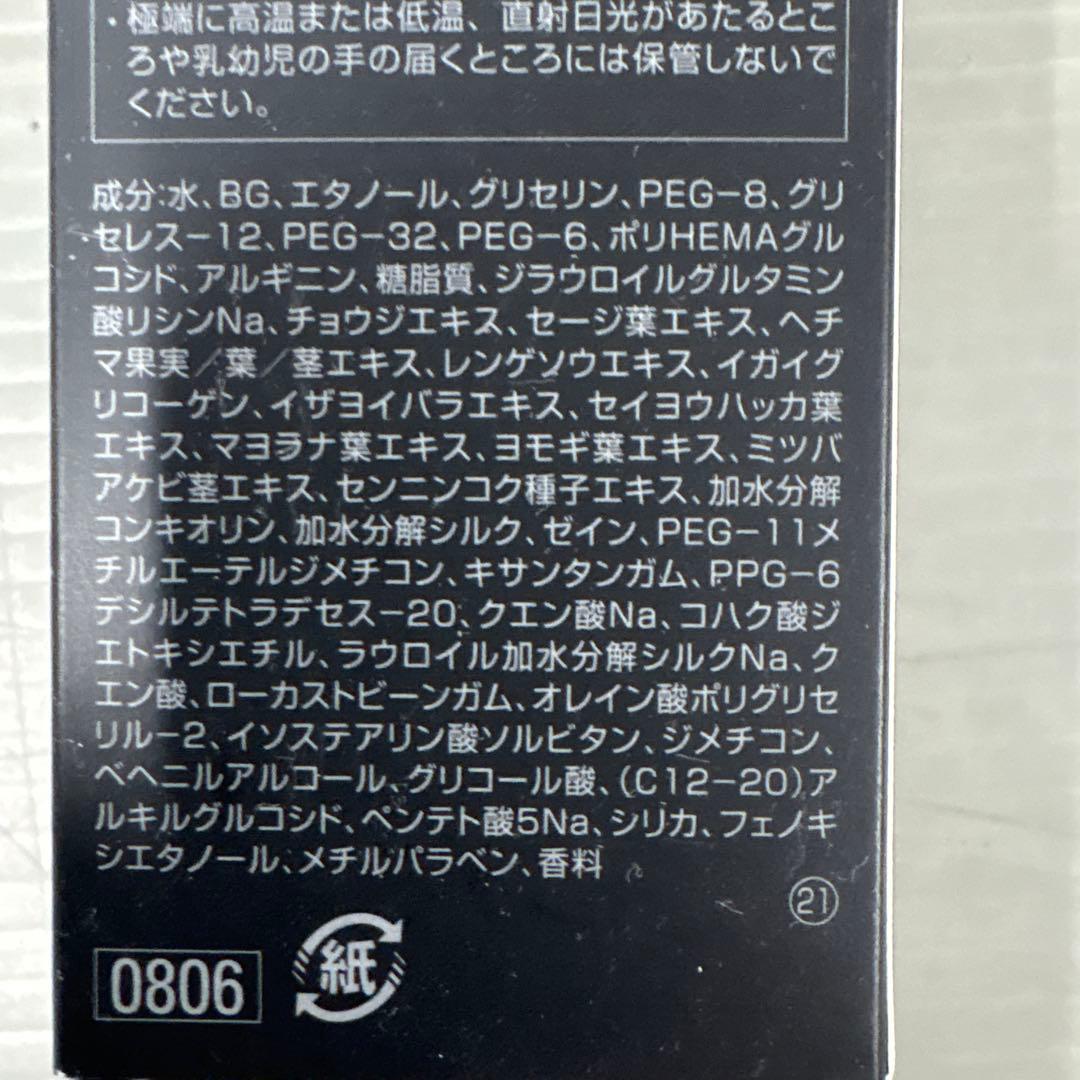 ・極端に高温または低温、直射日光があたるとこ
ろや乳幼児の手の届くところには保管しないで
ください。
成分:水、BG、エタノール、グリセリン、PEG-8、グリ
セレス-12、PEG-32、PEG-6、ポリHEMAグル
コシド、アルギニン、糖脂質、ジラウロイルグルタミン
酸リシンNa、チョウジエキス、セージ葉エキス、ヘチ
マ果実/葉/茎エキス、レンゲソウエキス、イガイグ
リコーゲン、イザヨイバラエキス、セイヨウハッカ葉
エキス、マヨラナ葉エキス、ヨモギ葉エキス、ミツバ
アケビ茎エキス、センニンコク種子エキス、加水分解
コンキオリン、加水分解シルク、ゼイン、PEG-11メ
チルエーテルジメチコン、キサンタンガム、PPG-6
デシルテトラデセス-20、クエン酸Na、コハク酸ジ
エトキシエチル、ラウロイル加水分解シルクNa、ク
エン酸、ローカストビーンガム、オレイン酸ポリグリセ
リル-2、イソステアリン酸ソルビタン、ジメチコン、
ベヘニルアルコール、グリコール酸、(C12-20)ア
ルキルグルコシド、ペンテト酸5Na、シリカ、フェノキ
シエタノール、メチルパラベン、香料
㉑
0806
紙